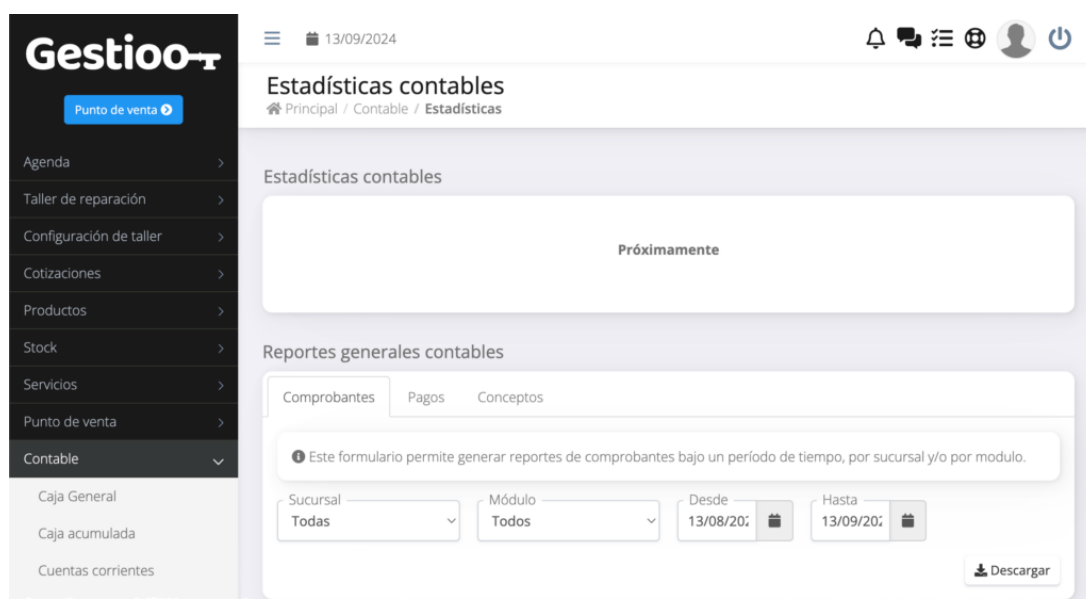 Gestioo
Punto de venta
Agenda
Taller de reparación
Configuración de taller
Cotizaciones
Productos
Stock
Servicios
Punto de venta
Contable
Caja General
Caja acumulada
Cuentas corrientes
13/09/2024
Estadísticas contables
Principal / Contable / Estadísticas
Estadísticas contables
Próximamente
Reportes generales contables
Comprobantes Pagos Conceptos
Este formulario permite generar reportes de comprobantes bajo un período de tiempo, por sucursal y/o por modulo.
Sucursal Módulo Desde Hasta
Todas Todos 13/08/202 13/09/202
Descargar